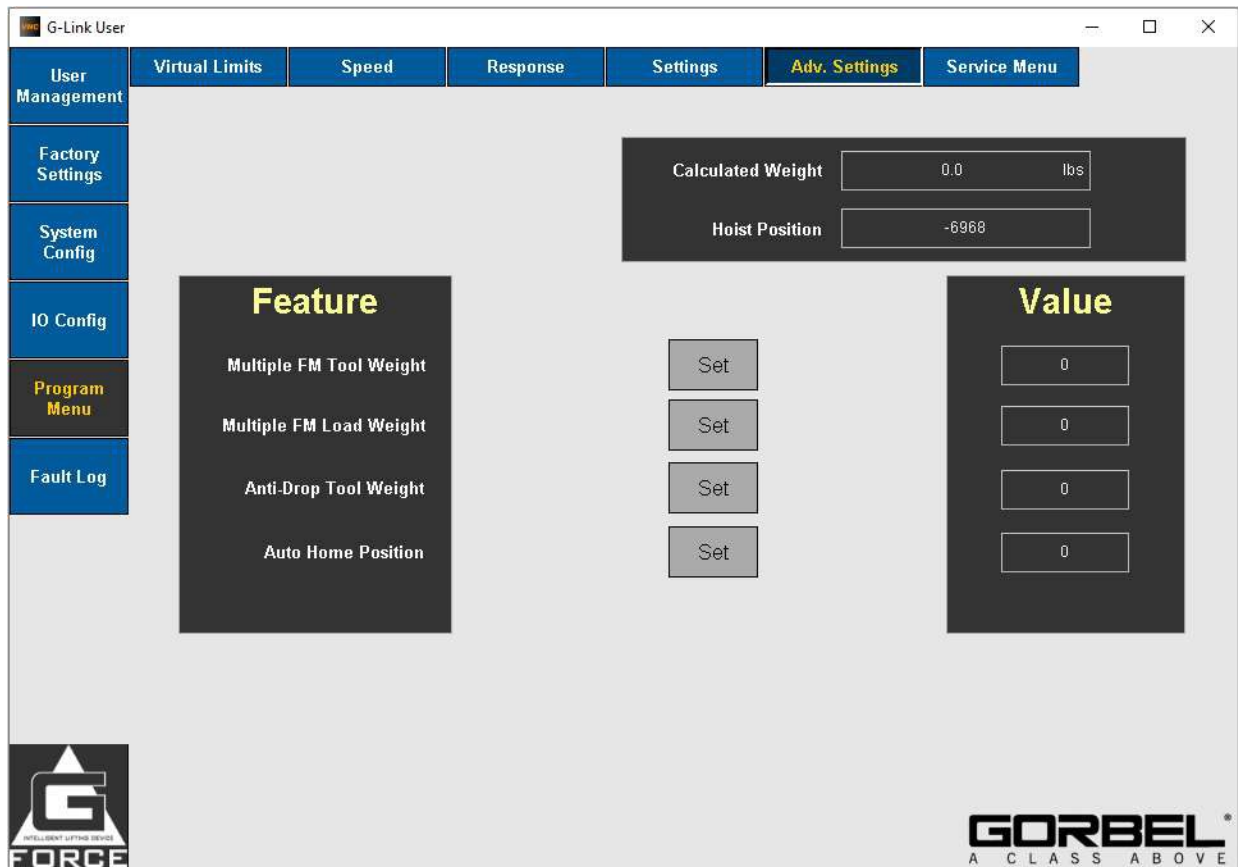 G-Link User
User
Management
Virtual Limits
Speed
Response
Settings
Adv. Settings
Service Menu
Factory
Settings
System
Config
IO Config
Program
Menu
Fault Log
Calculated Weight
0.0 lbs
Hoist Position
-6968
Feature
Value
Multiple FM Tool Weight
Set
0
Multiple FM Load Weight
Set
0
Anti-Drop Tool Weight
Set
0
Auto Home Position
Set
0
G
INTELLIGENT LIFTING DEVICE
FORCE
GORBEL®
A CLASS ABOVE